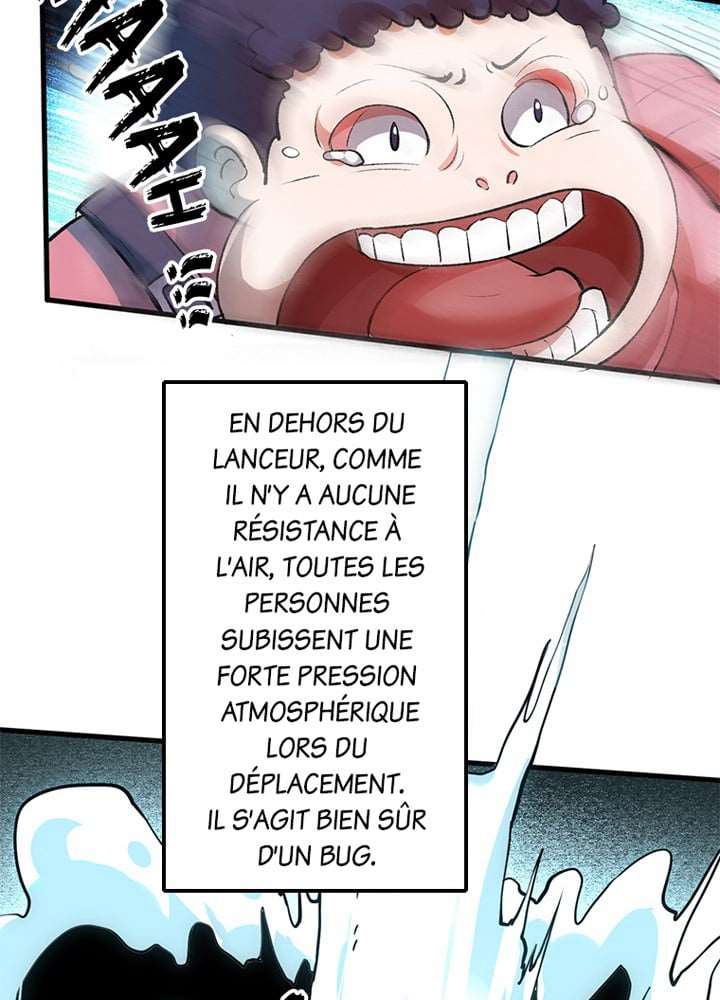 AAAAAH !!!
EN DEHORS DU
LANCEUR, COMME
IL N'Y A AUCUNE
RÉSISTANCE À
L'AIR, TOUTES LES
PERSONNES
SUBISSENT UNE
FORTE PRESSION
ATMOSPHÉRIQUE
LORS DU
DÉPLACEMENT.
IL S'AGIT BIEN SÛR
D'UN BUG.